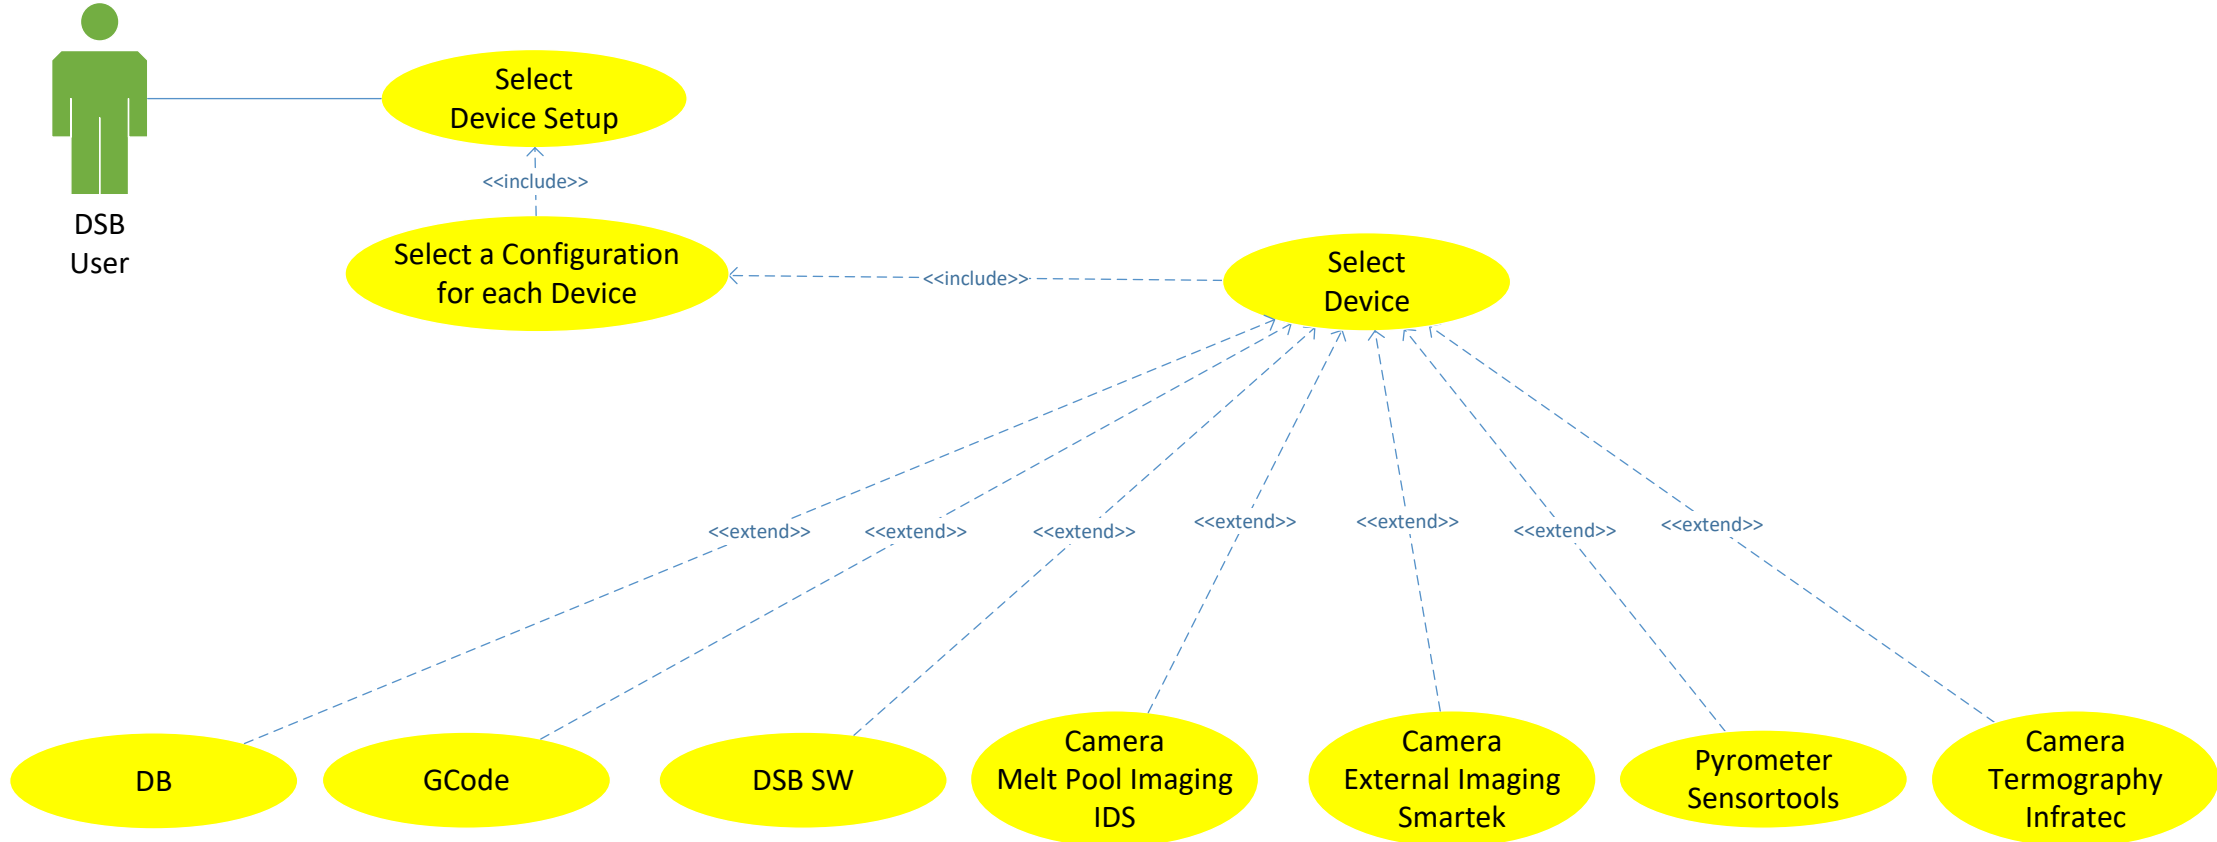 Select
Device Setup
<<include>>
DSB
User
Select a Configuration
for each Device
<<include>>
Select
Device
<<extend>>
<<extend>>
<<extend>>
<<extend>>
<<extend>>
<<extend>>
<<extend>>
DB
GCode
DSB SW
Camera
Melt Pool Imaging
IDS
Camera
External Imaging
Smartek
Pyrometer
Sensortools
Camera
Termography
Infratec